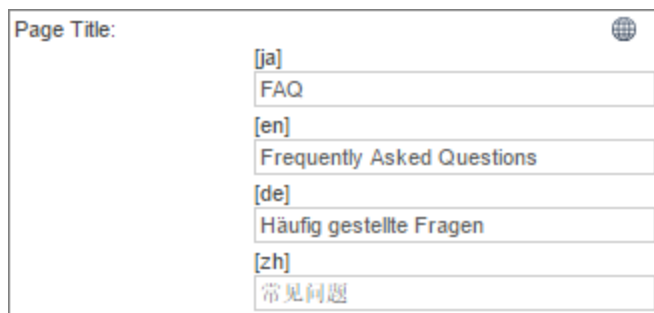 Page Title:
[ja]
FAQ
[en]
Frequently Asked Questions
[de]
Häufig gestellte Fragen
[zh]
常见问题